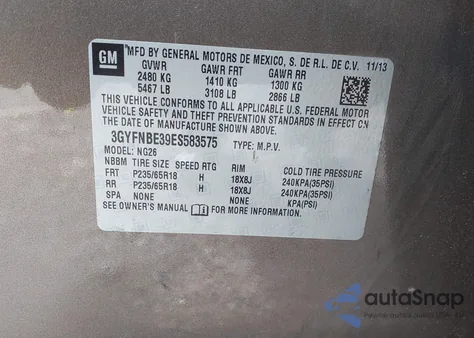 GM
MFD BY GENERAL MOTORS DE MEXICO, S. DE R.L. DE C.V. 11/13
GVWR GAWR FRT GAWR RR
2480 KG 1410 KG 1300 KG
5467 LB 3108 LB 2866 LB
THIS VEHICLE CONFORMS TO ALL APPLICABLE U.S. FEDERAL MOTOR
VEHICLE SAFETY AND THEFT PREVENTION STANDARDS IN EFFECT ON
THE DATE OF MANUFACTURE SHOWN ABOVE.
3GYFNBE39ES583575 TYPE: M.P.V.
MODEL: NG26
NBBM TIRE SIZE SPEED RTG RIM COLD TIRE PRESSURE
FRT P235/65R18 H 18X8J 240KPA(35PSI)
RR P235/65R18 H 18X8J 240KPA(35PSI)
SPA NONE NONE KPA(PSI)
SEE OWNER'S MANUAL FOR MORE INFORMATION.
autoSnap